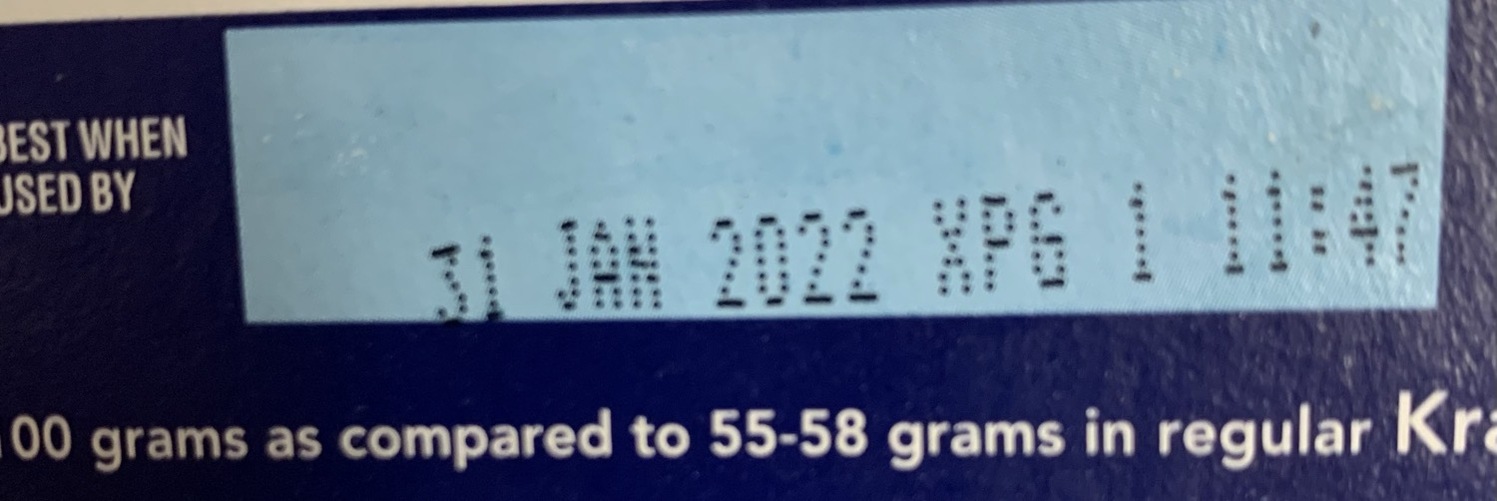 BEST WHEN
USED BY
31 JAN 2022 XPG 1 11:47
00 grams as compared to 55-58 grams in regular Kra